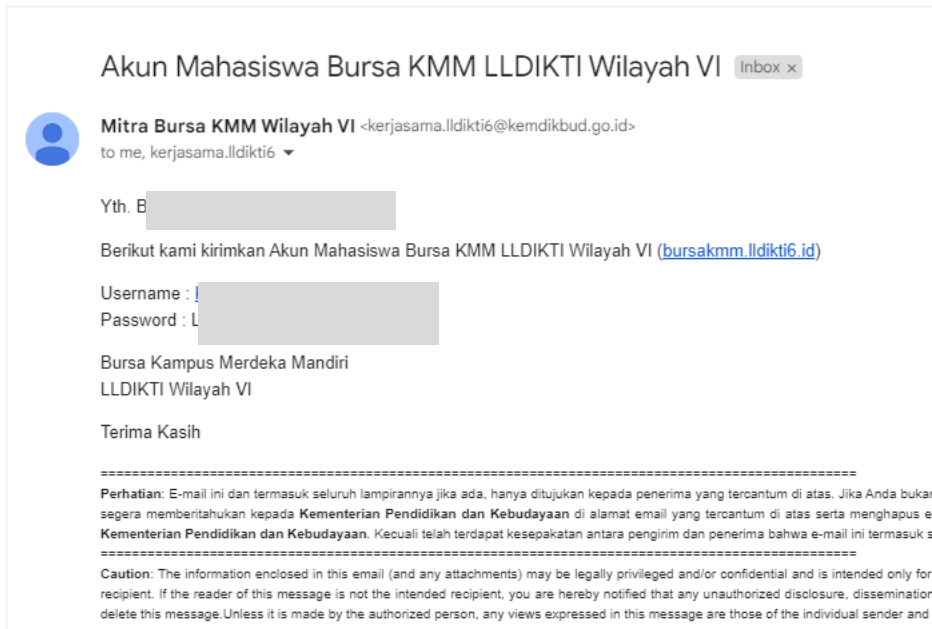 Akun Mahasiswa Bursa KMM LLDIKTI Wilayah VI Inbox ×
Mitra Bursa KMM Wilayah VI <kerjasama.lldikti6@kemdikbud.go.id>
to me, kerjasama.lldikti6
Yth. B
Berikut kami kirimkan Akun Mahasiswa Bursa KMM LLDIKTI Wilayah VI (bursakmm.lldikti6.id)
Username :
Password : L
Bursa Kampus Merdeka Mandiri
LLDIKTI Wilayah VI
Terima Kasih
===============================================================================================
Perhatian: E-mail ini dan termasuk seluruh lampirannya jika ada, hanya ditujukan kepada penerima yang tercantum di atas. Jika Anda bukan
segera memberitahukan kepada Kementerian Pendidikan dan Kebudayaan di alamat email yang tercantum di atas serta menghapus e
Kementerian Pendidikan dan Kebudayaan. Kecuali telah terdapat kesepakatan antara pengirim dan penerima bahwa e-mail ini termasuk s
===============================================================================================
Caution: The information enclosed in this email (and any attachments) may be legally privileged and/or confidential and is intended only for
recipient. If the reader of this message is not the intended recipient, you are hereby notified that any unauthorized disclosure, dissemination
delete this message.Unless it is made by the authorized person, any views expressed in this message are those of the individual sender and